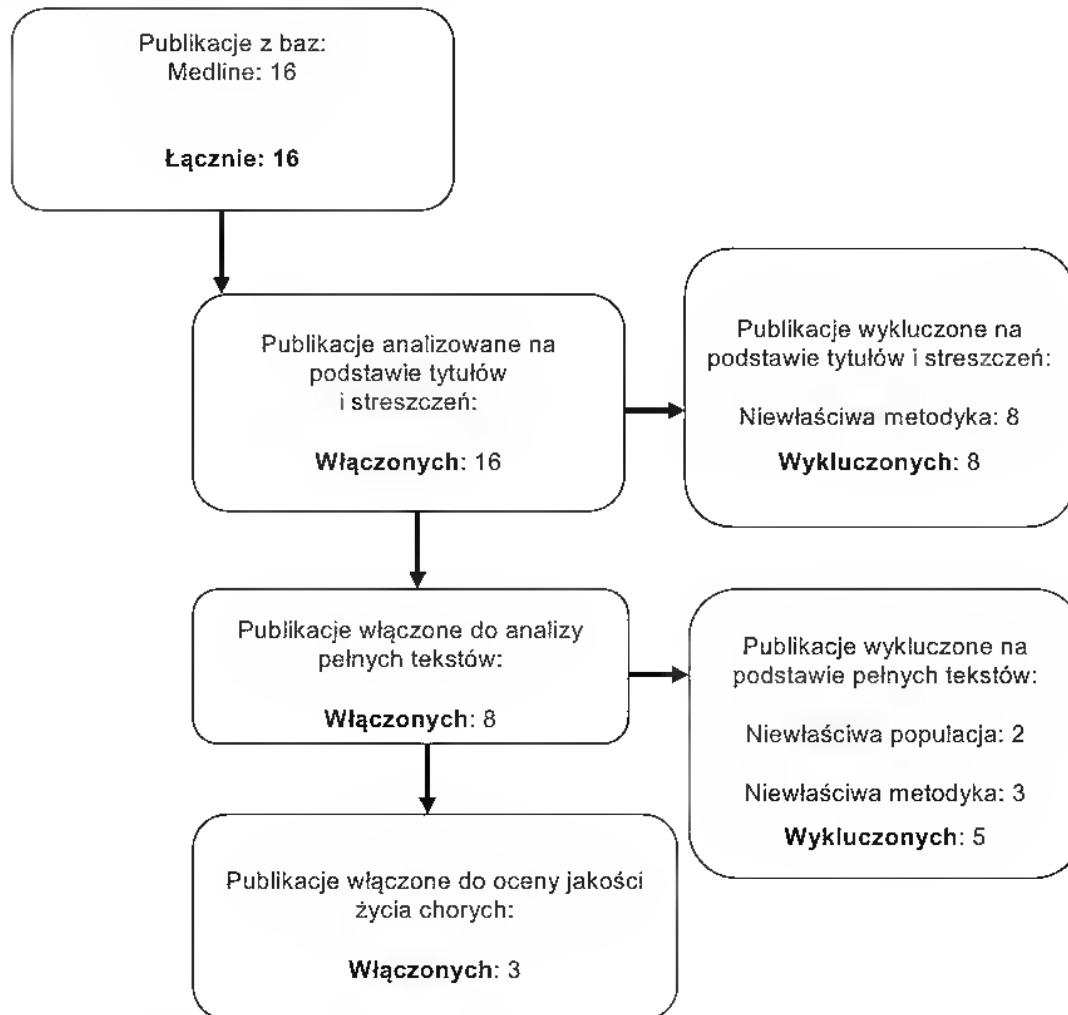 Publikacje z baz:
Medline: 16
Łącznie: 16
Publikacje analizowane na
podstawie tytułów
i streszczeń:
Włączonych: 16
Publikacje wykluczone na
podstawie tytułów i streszczeń:
Niewłaściwa metodyka: 8
Wykluczonych: 8
Publikacje włączone do analizy
pełnych tekstów:
Włączonych: 8
Publikacje wykluczone na
podstawie pełnych tekstów:
Niewłaściwa populacja: 2
Niewłaściwa metodyka: 3
Wykluczonych: 5
Publikacje włączone do oceny jakości
życia chorych:
Włączonych: 3